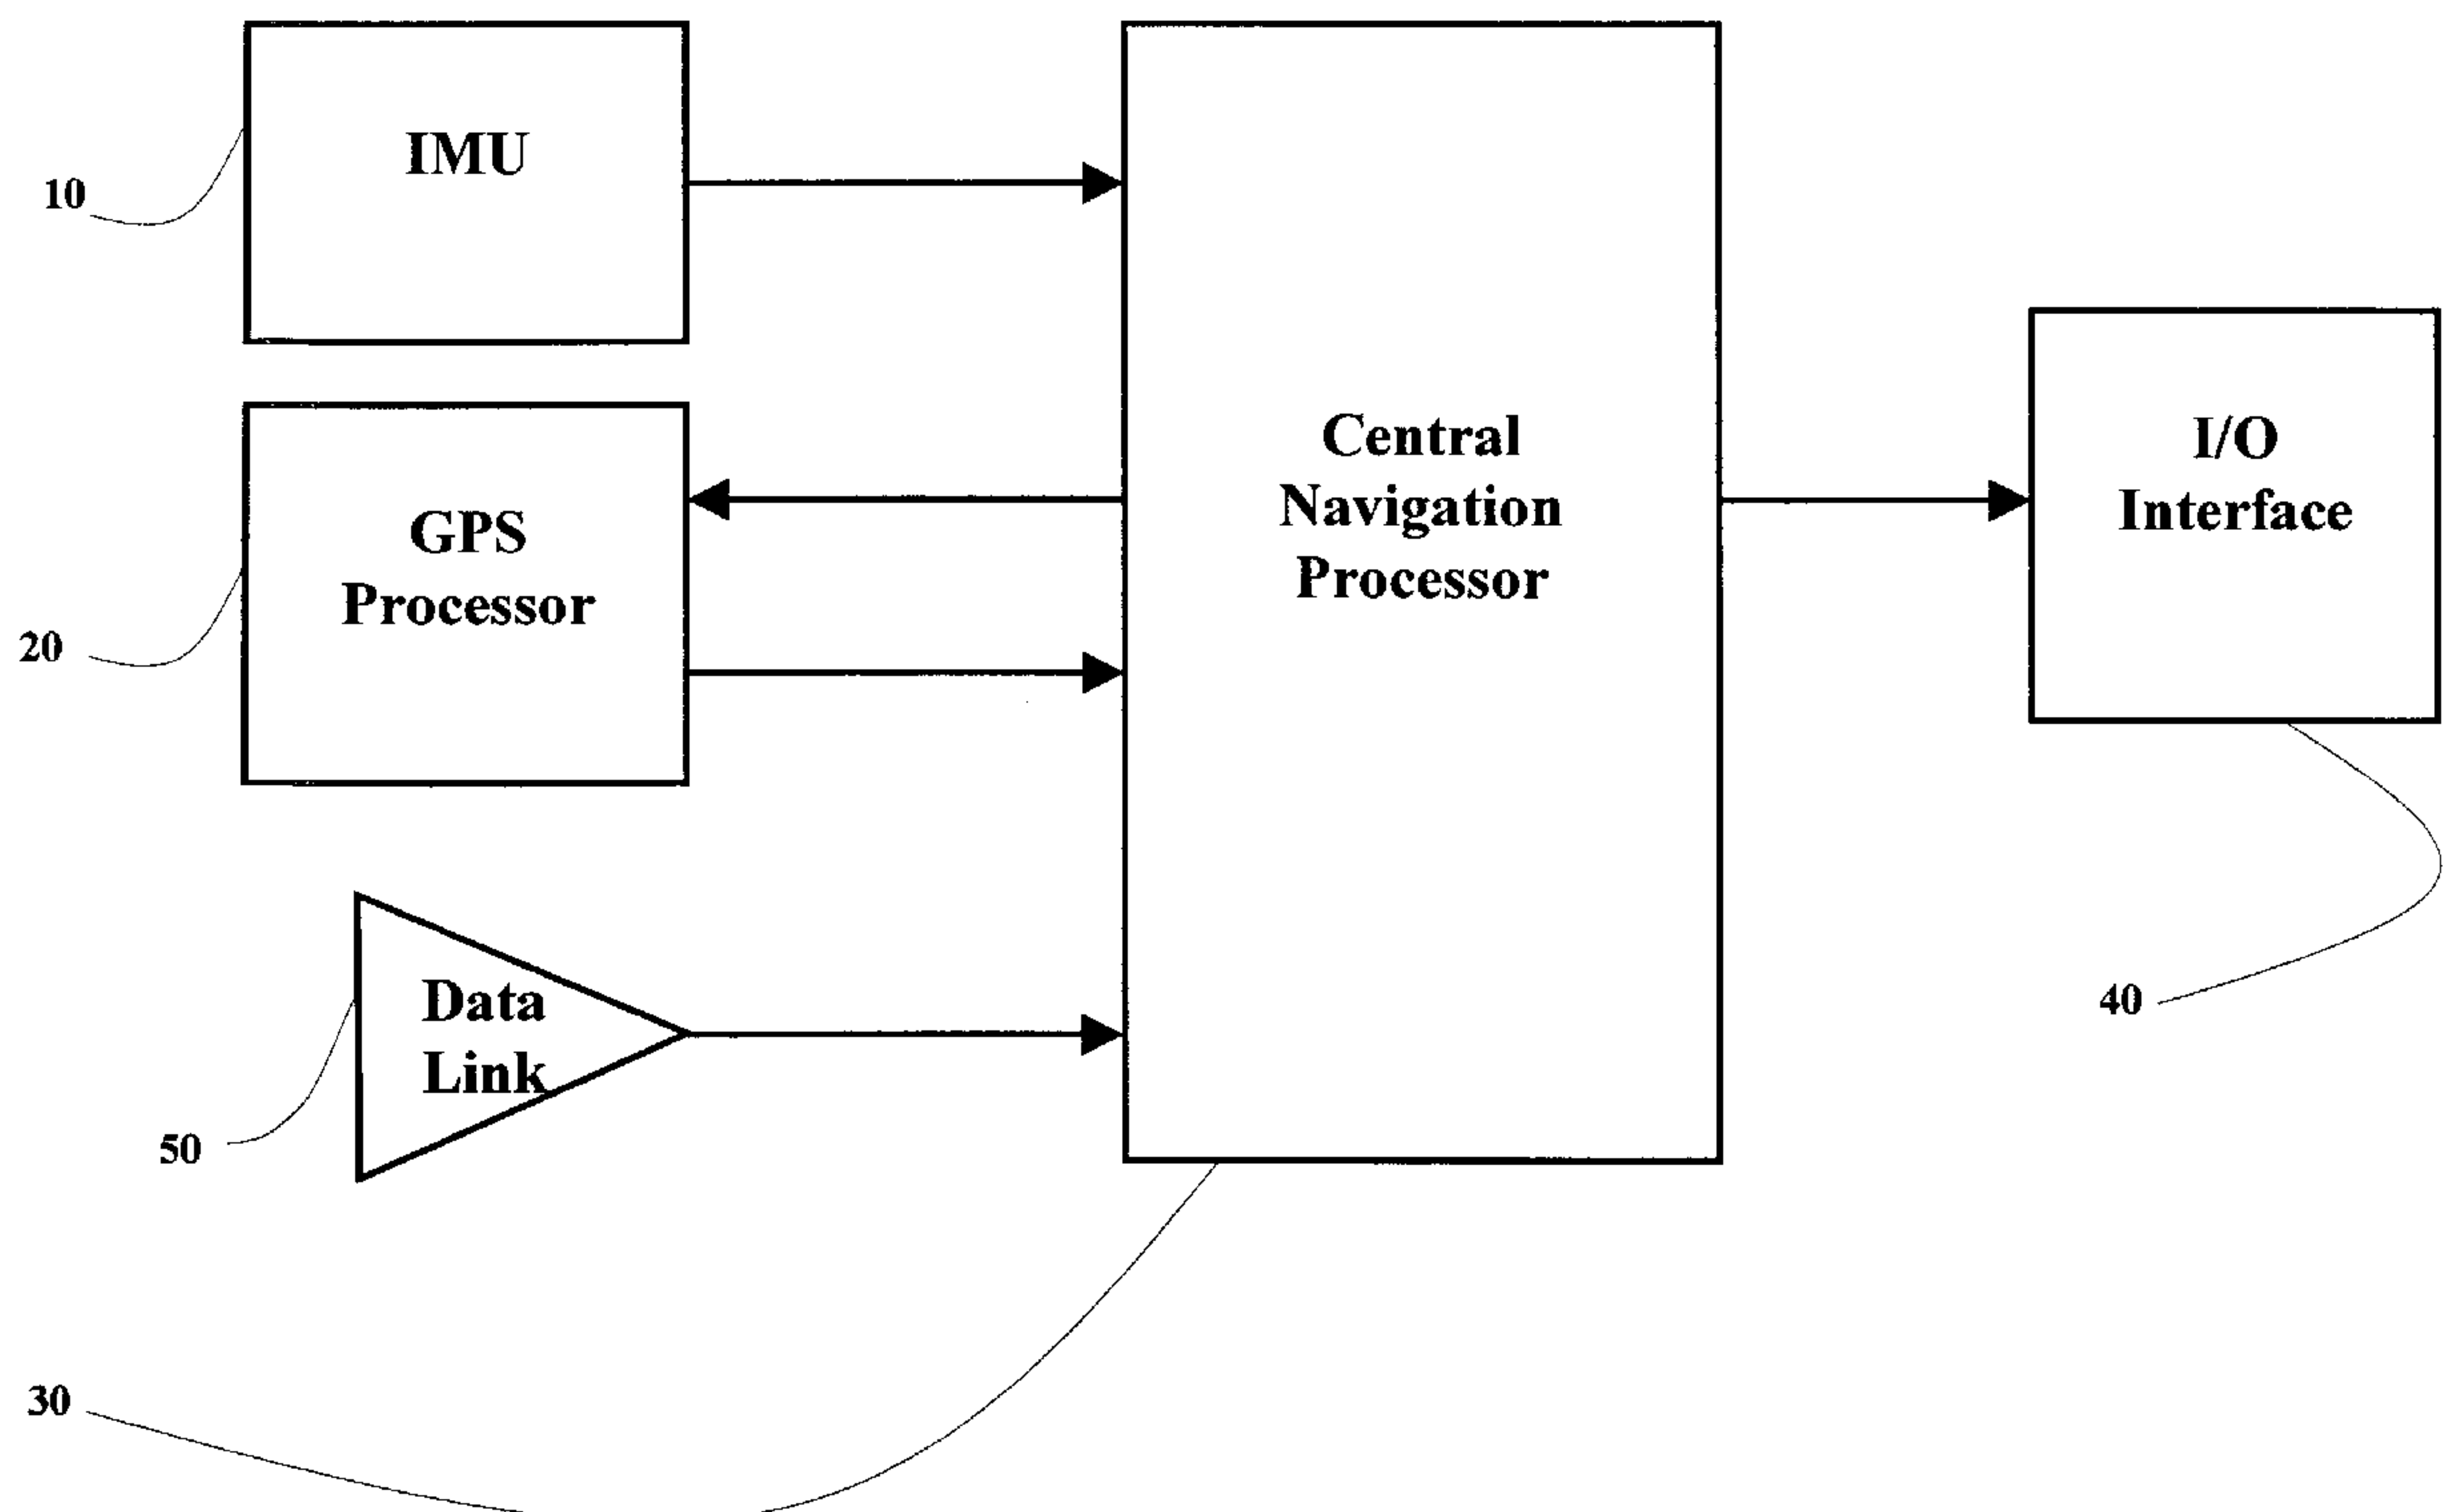 IMU
10
Central
Navigation
Processor
I/O
Interface
GPS
Processor
20
Data
Link
40
50
30